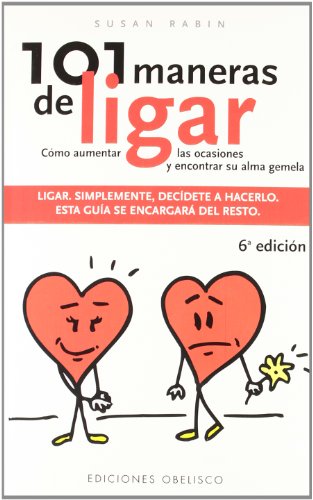 SUSAN RABIN
101 maneras
de ligar
Cómo aumentar las ocasiones
y encontrar su alma gemela
LIGAR. SIMPLEMENTE, DECÍDETE A HACERLO.
ESTA GUÍA SE ENCARGARÁ DEL RESTO.
6ª edición
EDICIONES OBELISCO